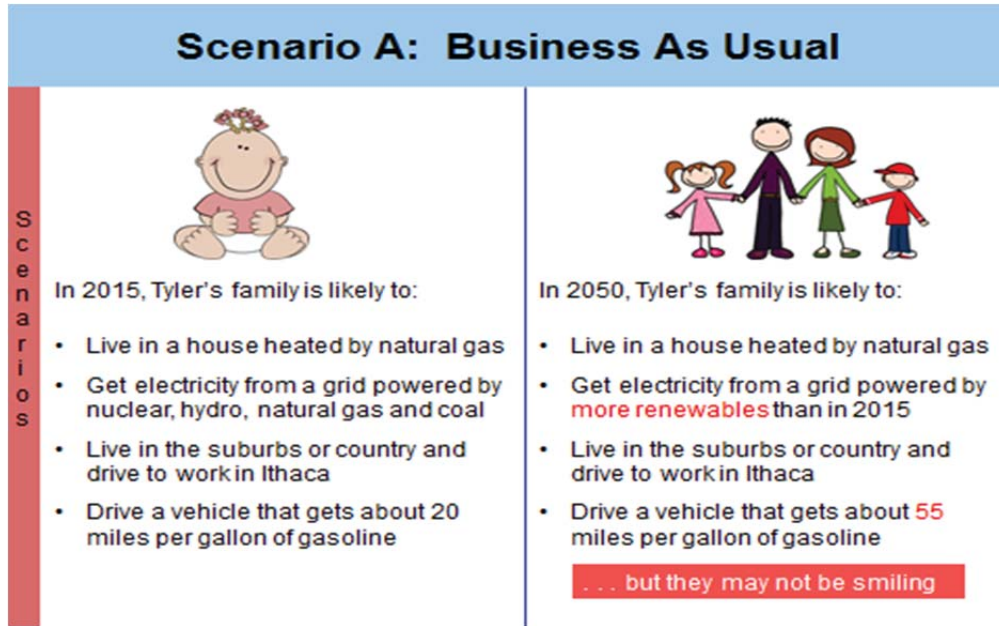 Scenario A: Business As Usual
Scenarios
In 2015, Tyler's family is likely to:
• Live in a house heated by natural gas
• Get electricity from a grid powered by
nuclear, hydro, natural gas and coal
• Live in the suburbs or country and
drive to work in Ithaca
• Drive a vehicle that gets about 20
miles per gallon of gasoline
In 2050, Tyler's family is likely to:
• Live in a house heated by natural gas
• Get electricity from a grid powered by
more renewables than in 2015
• Live in the suburbs or country and
drive to work in Ithaca
• Drive a vehicle that gets about 55
miles per gallon of gasoline
. . . but they may not be smiling